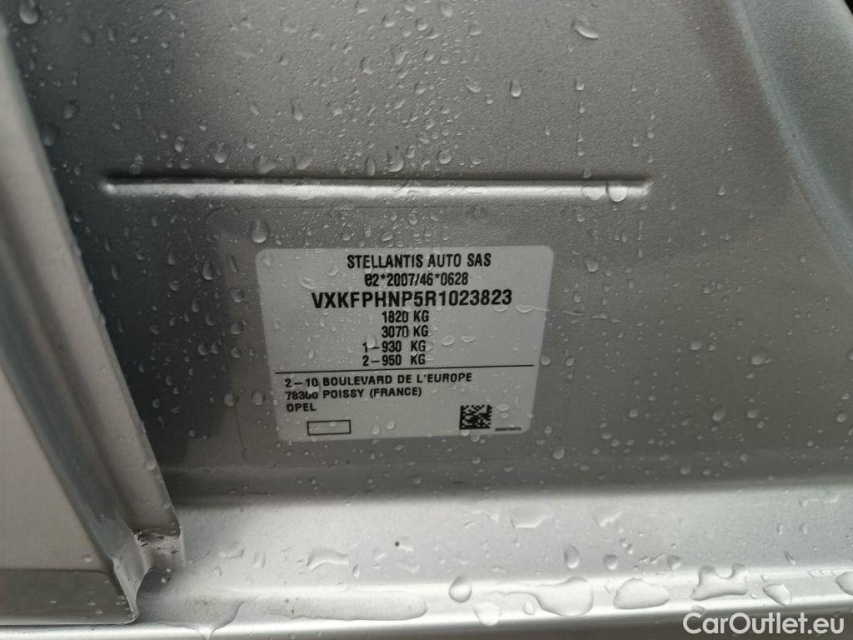 STELLANTIS AUTO SAS
e2*2007/46*0628
VXKFPHNP5R1023823
1820 KG
3070 KG
1-930 KG
2-950 KG
2-10 BOULEVARD DE L'EUROPE
78300 POISSY (FRANCE)
OPEL
CarOutlet.eu